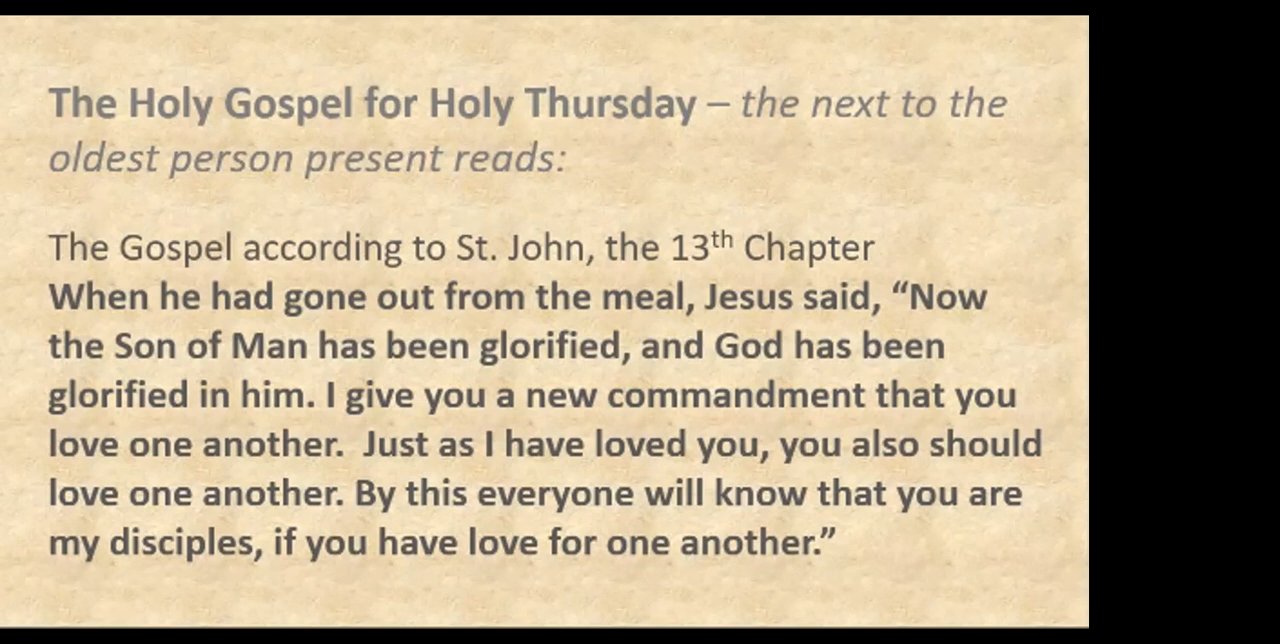 The Holy Gospel for Holy Thursday – the next to the
oldest person present reads:
The Gospel according to St. John, the 13th Chapter
When he had gone out from the meal, Jesus said, “Now
the Son of Man has been glorified, and God has been
glorified in him. I give you a new commandment that you
love one another.  Just as I have loved you, you also should
love one another. By this everyone will know that you are
my disciples, if you have love for one another.”